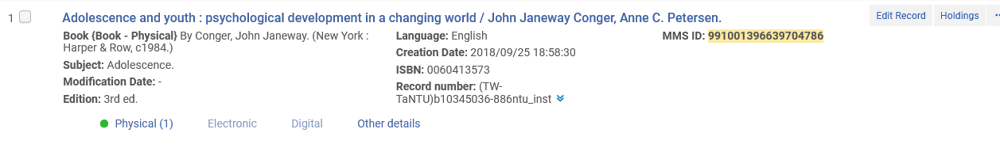 1 Adolescence and youth : psychological development in a changing world / John Janeway Conger, Anne C. Petersen. Edit Record Holdings
Book {Book - Physical} By Conger, John Janeway. (New York :
Harper & Row, c1984.)
Subject: Adolescence.
Modification Date: -
Edition: 3rd ed.
Language: English
Creation Date: 2018/09/25 18:58:30
ISBN: 0060413573
Record number: (TW-
TaNTU)b10345036-886ntu_inst
MMS ID: 991001396639704786
Physical (1) Electronic Digital Other details